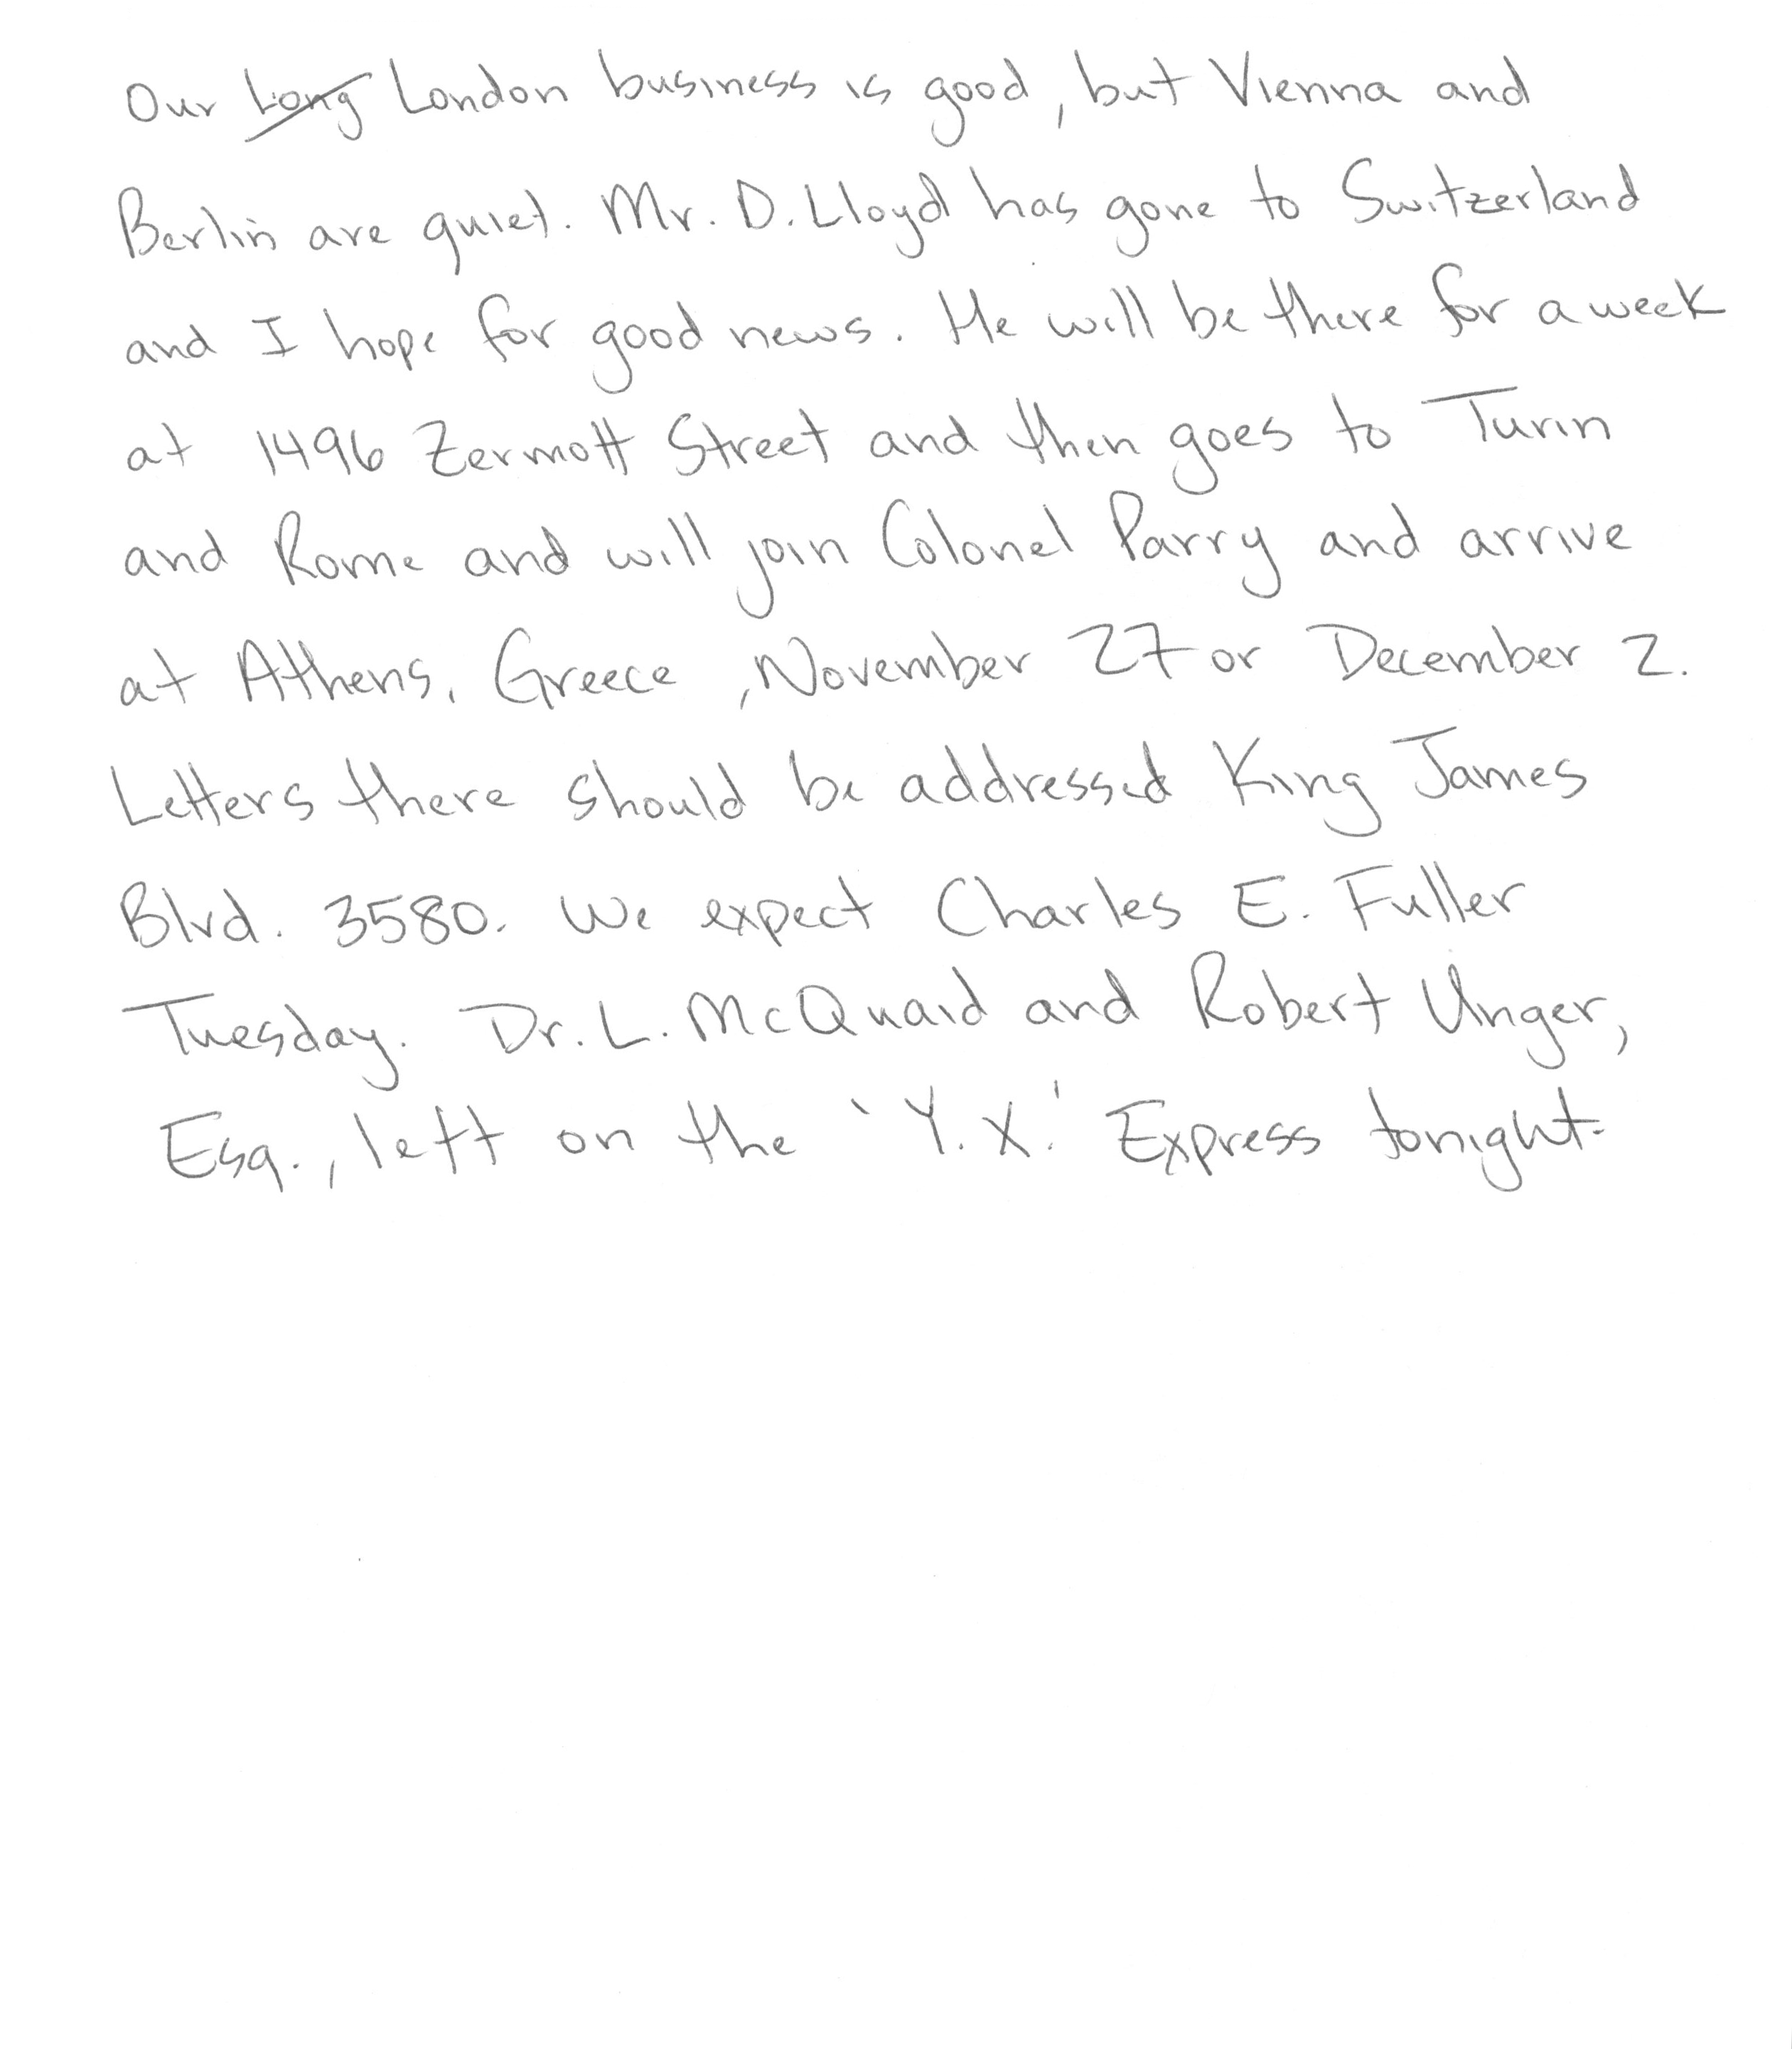 Our Long London business is good, but Vienna and
Berlin are quiet. Mr. D. Lloyd has gone to Switzerland
and I hope for good news. He will be there for a week
at 1496 Zermott Street and then goes to Turin
and Rome and will join Colonel Parry and arrive
at Athens, Greece, November 27 or December 2.
Letters there should be addressed King James
Blvd. 3580. We expect Charles E. Fuller
Tuesday. Dr. L. McQuaid and Robert Unger,
Esq., left on the 'Y.X.' Express tonight.